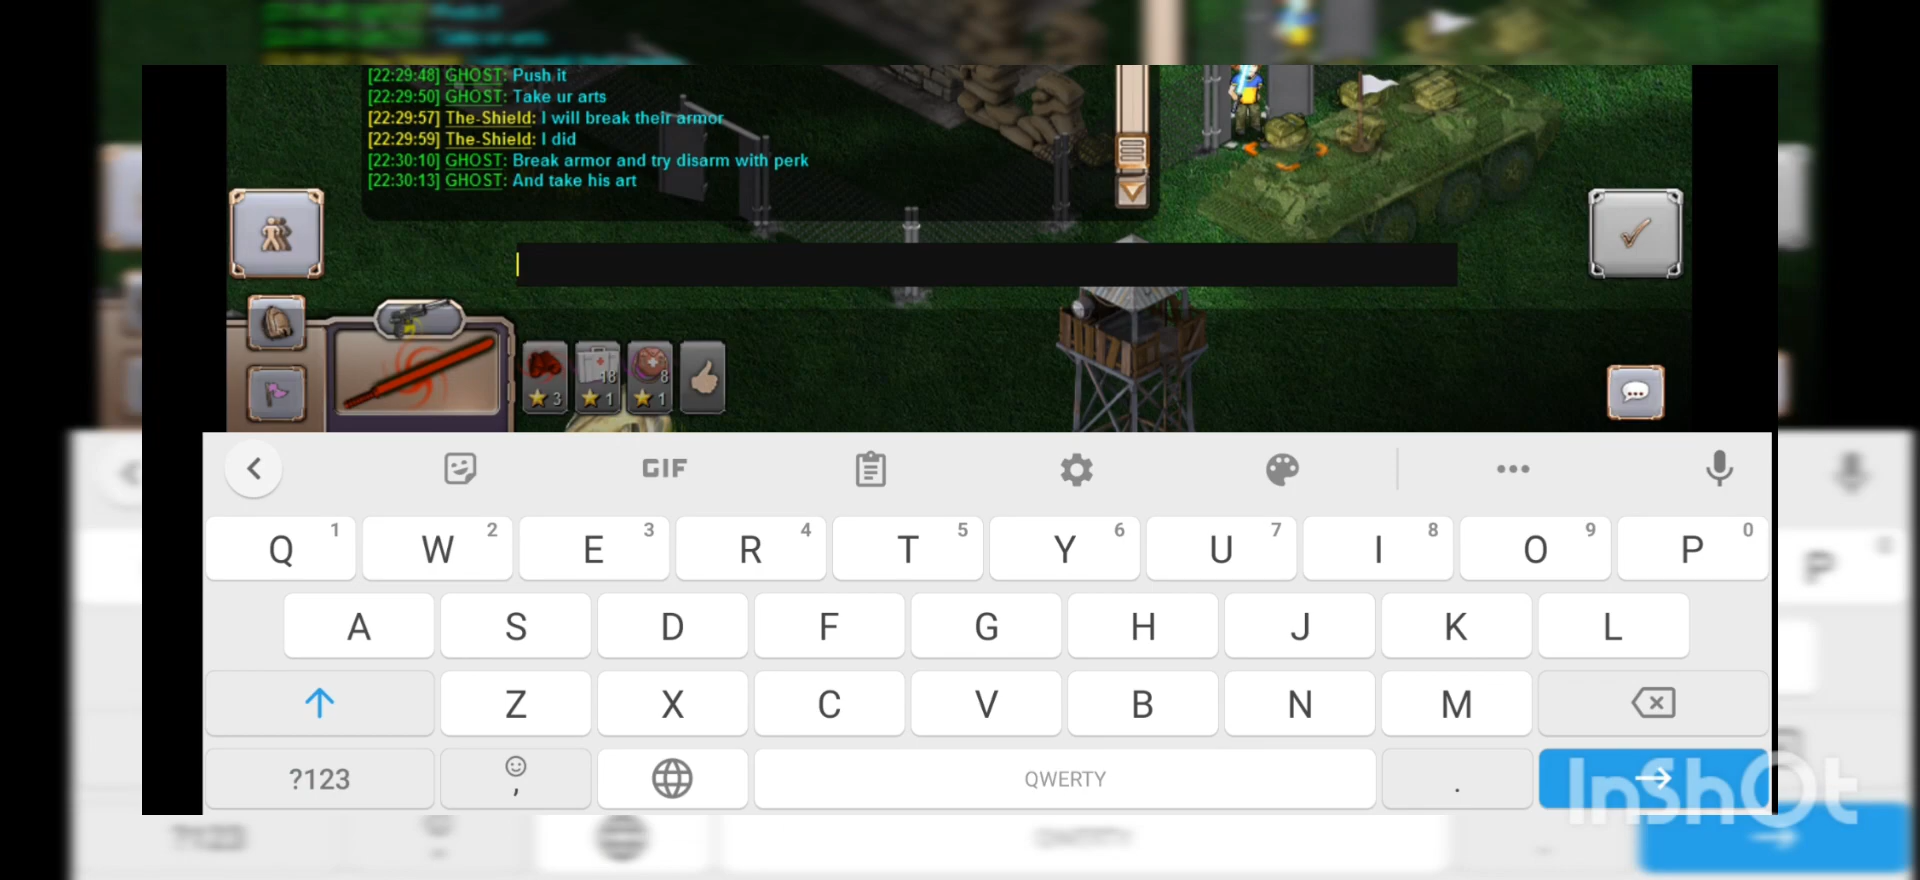 [22:29:48] GHOST: Push it
[22:29:50] GHOST: Take ur arts
[22:29:57] The-Shield: I will break their armor
[22:29:59] The-Shield: I did
[22:30:10] GHOST: Break armor and try disarm with perk
[22:30:13] GHOST: And take his art
18
8
3
1
1
GIF
Q 1 W 2 E 3 R 4 T 5 Y 6 U 7 I 8 O 9 P 0
A S D F G H J K L
Z X C V B N M
?123 , QWERTY .
InShOt